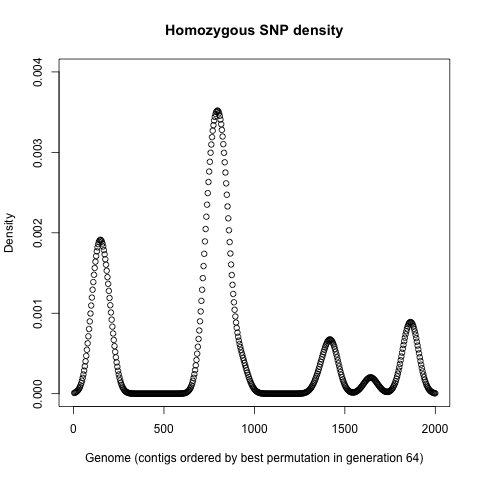 Homozygous SNP density
0.004
0.003
0.002
0.001
0.000
Density
0 500 1000 1500 2000
Genome (contigs ordered by best permutation in generation 64)